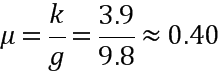 μ = k/g = 3.9/9.8 ≈ 0.40